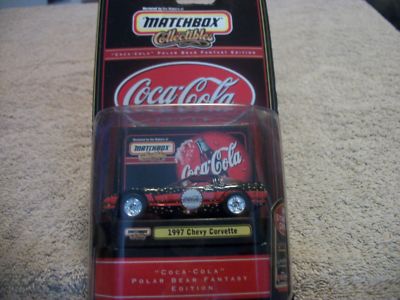 MATCHBOX
Collectibles
"COCA-COLA" POLAR BEAR FANTASY EDITION
Coca-Cola
MATCHBOX
Coca-Cola
1997 Chevy Corvette
MATCHBOX
"COCA-COLA"
POLAR BEAR FANTASY
EDITION